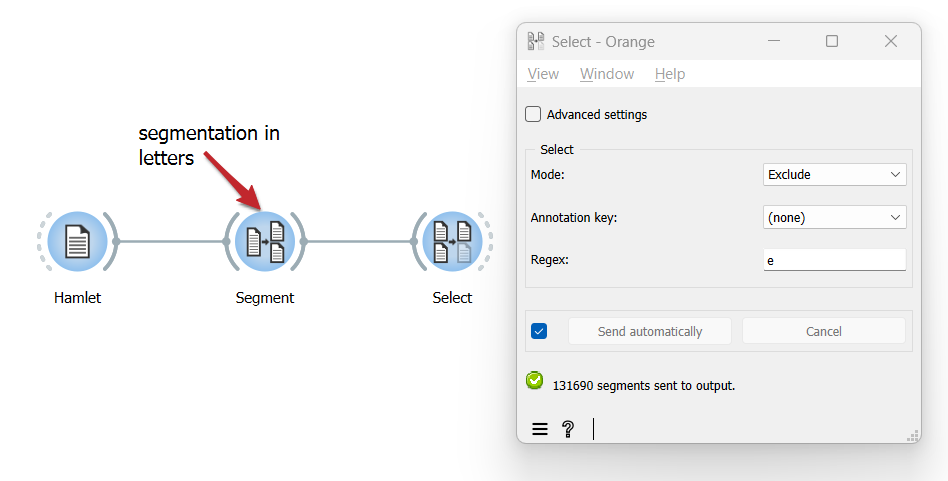 segmentation in
letters
Hamlet
Segment
Select
Select - Orange
View Window Help
Advanced settings
Select
Mode: Exclude
Annotation key: (none)
Regex: e
Send automatically Cancel
131690 segments sent to output.
?